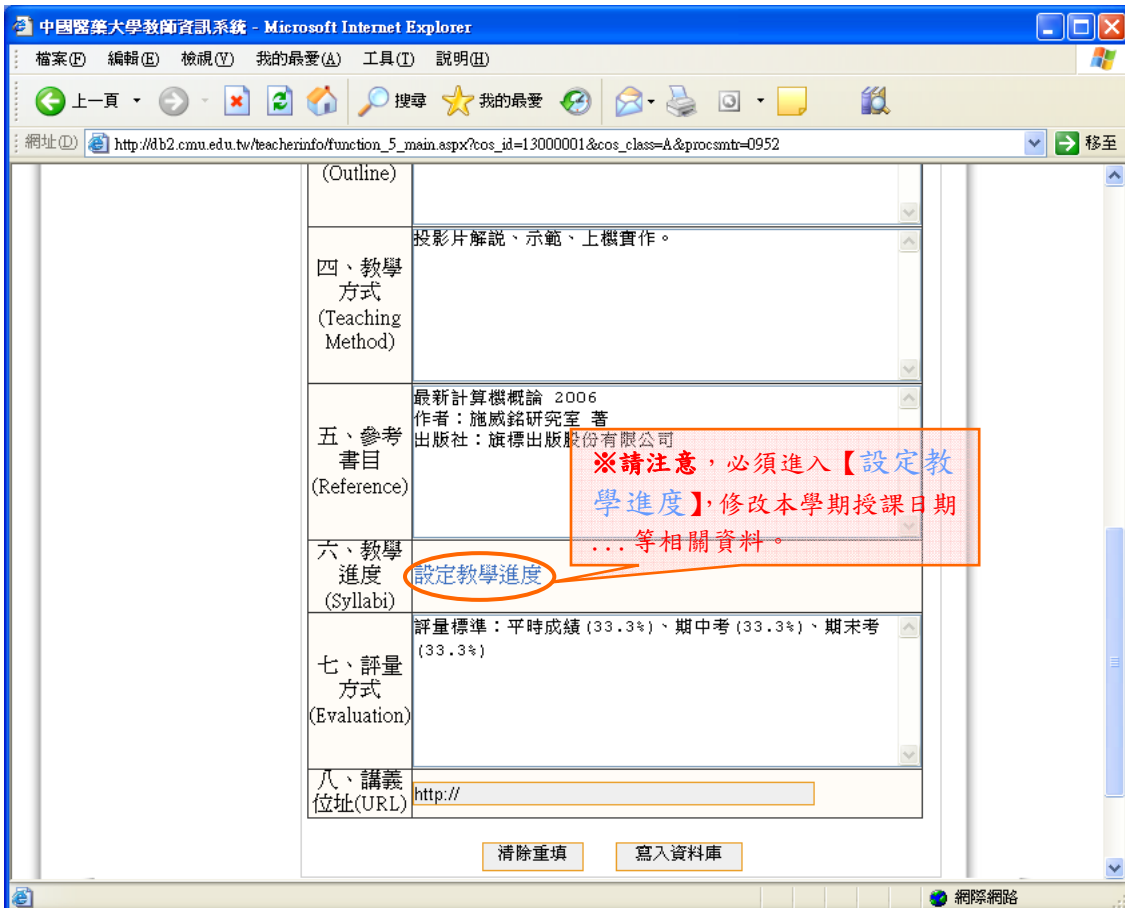 中國醫藥大學教師資訊系統 - Microsoft Internet Explorer
檔案(F) 編輯(E) 檢視(V) 我的最愛(A) 工具(T) 說明(H)
上一頁 搜尋 我的最愛
網址(D) http://db2.cmu.edu.tw/teacherinfo/function_5_main.aspx?cos_id=13000001&cos_class=A&procsmtr=0952 移至
(Outline)
四、教學
方式
(Teaching
Method)
投影片解說、示範、上機實作。
五、參考
書目
(Reference)
最新計算機概論 2006
作者：施威銘研究室 著
出版社：旗標出版股份有限公司
※請注意，必須進入【設定教
學進度】，修改本學期授課日期
...等相關資料。
六、教學
進度
(Syllabi)
設定教學進度
七、評量
方式
(Evaluation)
評量標準：平時成績(33.3%)、期中考(33.3%)、期末考
(33.3%)
八、講義
位址(URL)
http://
清除重填 寫入資料庫
網際網路